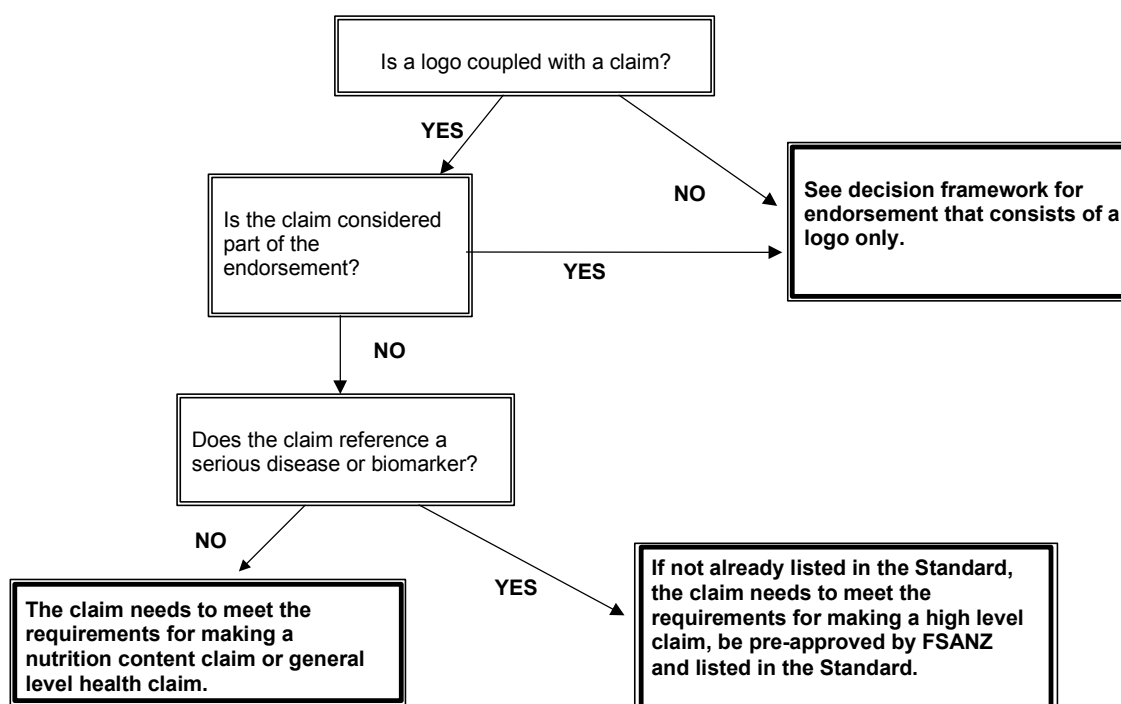 Is a logo coupled with a claim?
YES
NO
Is the claim considered
part of the
endorsement?
YES
See decision framework for
endorsement that consists of a
logo only.
NO
Does the claim reference a
serious disease or biomarker?
NO
YES
The claim needs to meet the
requirements for making a
nutrition content claim or general
level health claim.
If not already listed in the Standard,
the claim needs to meet the
requirements for making a high level
claim, be pre-approved by FSANZ
and listed in the Standard.